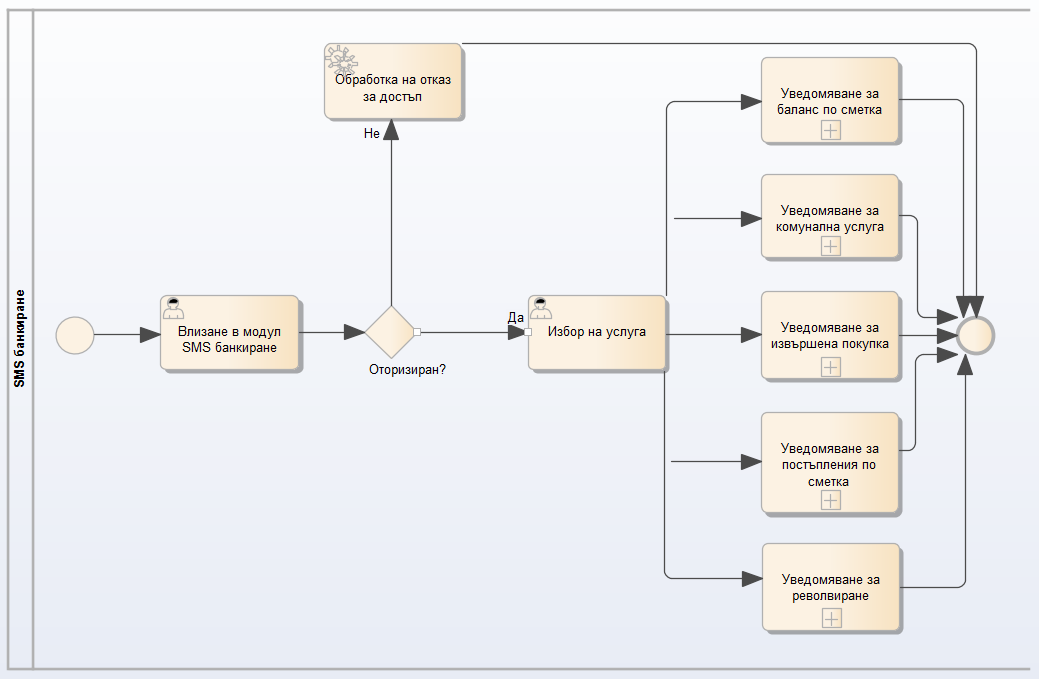 SMS банкиране
Обработка на отказ
за достъп
Не
Влизане в модул
SMS банкиране
Оторизиран?
Да
Избор на услуга
Уведомяване за
баланс по сметка
Уведомяване за
комунална услуга
Уведомяване за
извършена покупка
Уведомяване за
постъпления по
сметка
Уведомяване за
револвиране